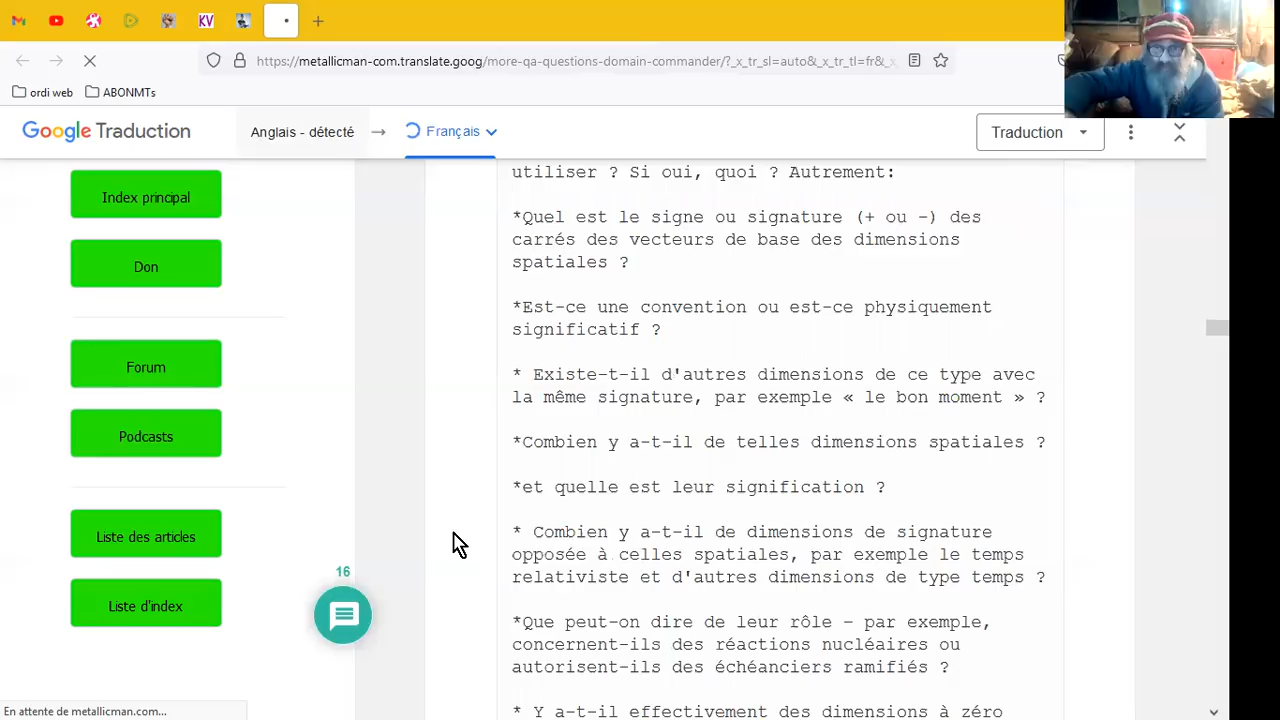 KV
https://metallicman-com.translate.goog/more-qa-questions-domain-commander/?_x_tr_sl=auto&_x_tr_tl=fr&_x_
ordi web
ABONMTs
Google Traduction
Anglais - détecté
Français
Traduction
Index principal
Don
Forum
Podcasts
Liste des articles
Liste d'index
16
utiliser ? Si oui, quoi ? Autrement:
*Quel est le signe ou signature (+ ou -) des
carrés des vecteurs de base des dimensions
spatiales ?
*Est-ce une convention ou est-ce physiquement
significatif ?
* Existe-t-il d'autres dimensions de ce type avec
la même signature, par exemple « le bon moment » ?
*Combien y a-t-il de telles dimensions spatiales ?
*et quelle est leur signification ?
* Combien y a-t-il de dimensions de signature
opposée à celles spatiales, par exemple le temps
relativiste et d'autres dimensions de type temps ?
*Que peut-on dire de leur rôle – par exemple,
concernent-ils des réactions nucléaires ou
autorisent-ils des échéanciers ramifiés ?
* Y a-t-il effectivement des dimensions à zéro
En attente de metallicman.com...